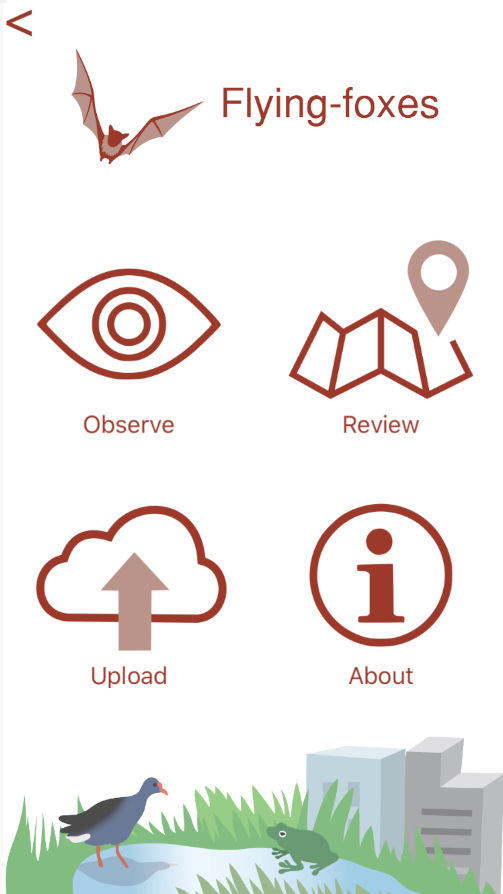 <
Flying-foxes
Observe
Review
Upload
About